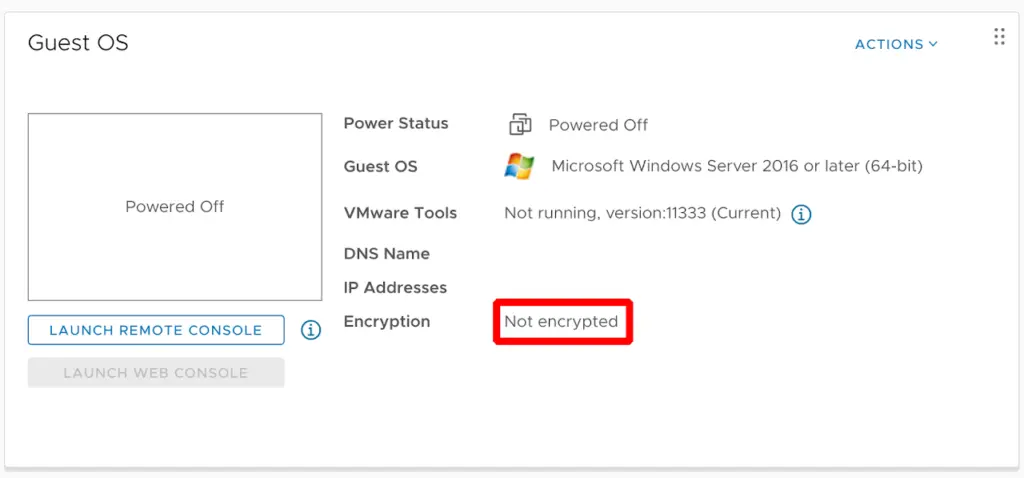 Guest OS
ACTIONS
Powered Off
LAUNCH REMOTE CONSOLE
LAUNCH WEB CONSOLE
Power Status Powered Off
Guest OS Microsoft Windows Server 2016 or later (64-bit)
VMware Tools Not running, version:11333 (Current)
DNS Name
IP Addresses
Encryption Not encrypted